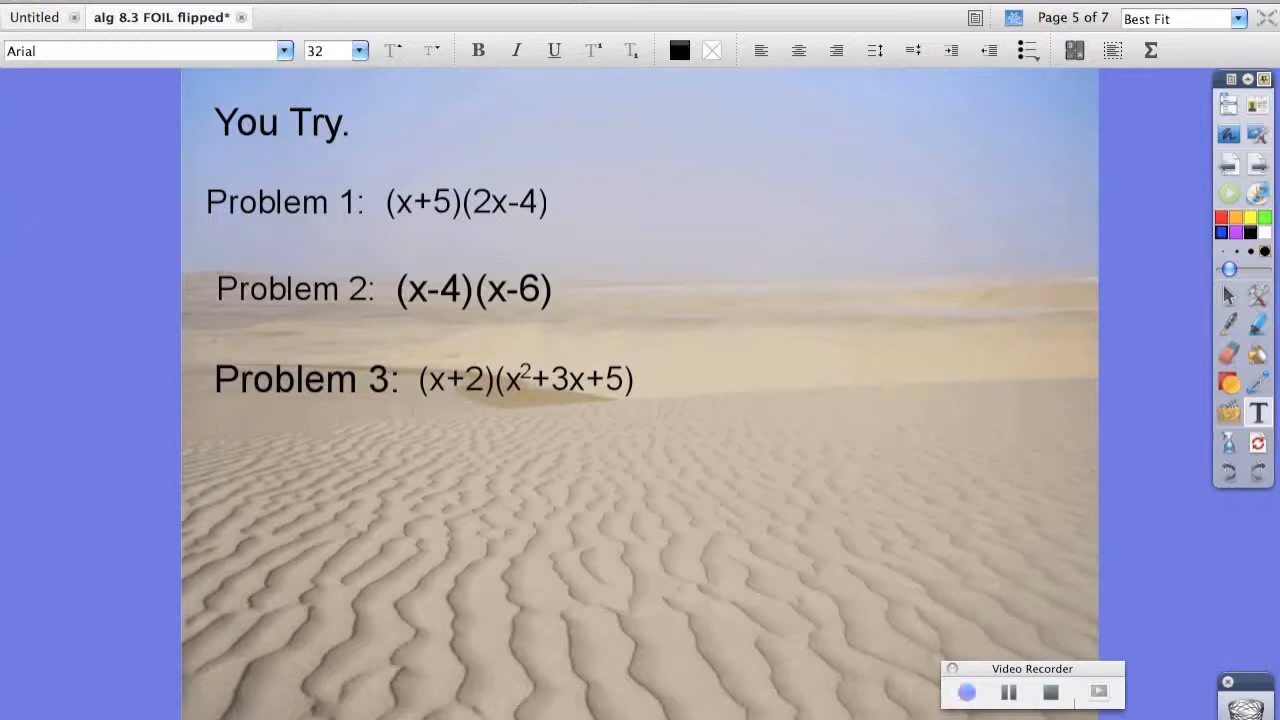 Untitled
alg 8.3 FOIL flipped*
Page 5 of 7
Best Fit
Arial
32
B I U
You Try.
Problem 1: (x+5)(2x-4)
Problem 2: (x-4)(x-6)
Problem 3: (x+2)(x²+3x+5)
Video Recorder